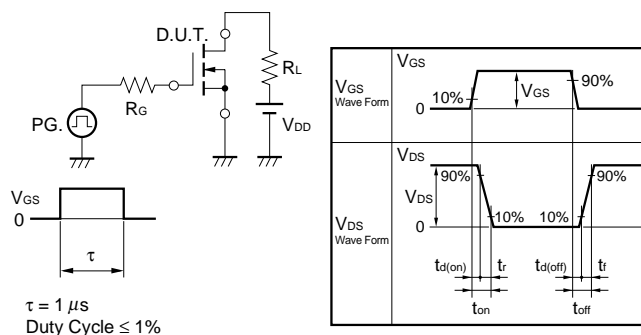 D.U.T.
RL
RG
PG.
VDD
VGS
0
τ
τ = 1 μs
Duty Cycle ≤ 1%
VGS
Wave Form
VGS
10%
0
VGS
90%
VDS
Wave Form
VDS
90%
VDS
0
10%
10%
90%
td(on)
tr
td(off)
tf
ton
toff